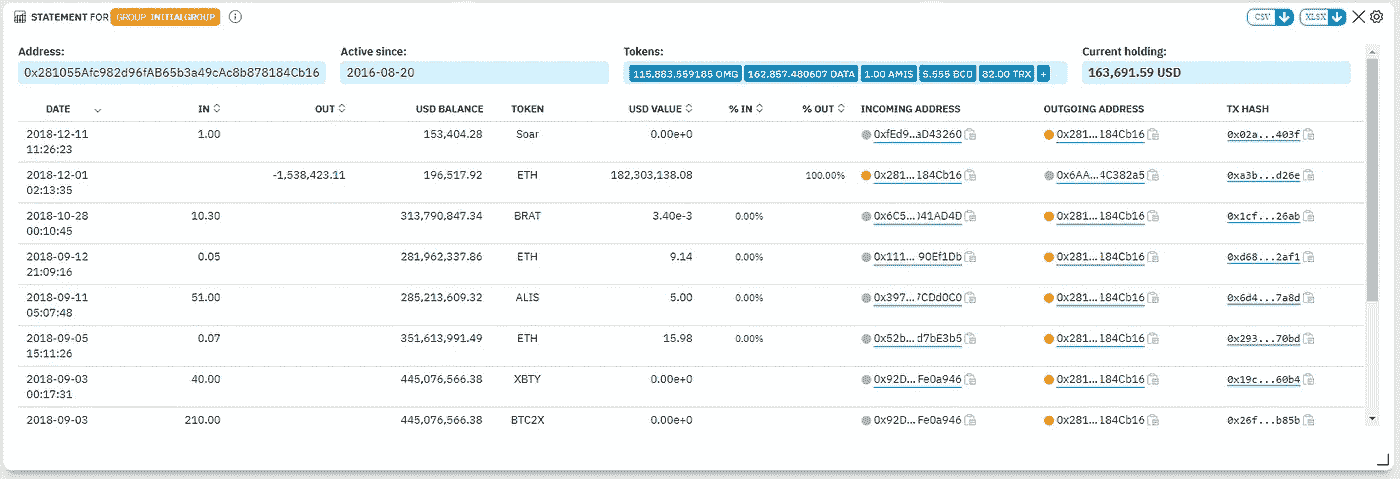 STATEMENT FOR GROUP: INITIALGROUP i CSV XLSX
Address: Active since: Tokens: Current holding:
0x281055Afc982d96fAB65b3a49cAc8b878184Cb16 2016-08-20 115,883.559185 OMG 162,857.480607 DATA 1.00 AMIS 5.555 BCO 82.00 TRX + 163,691.59 USD
DATE IN OUT USD BALANCE TOKEN USD VALUE % IN % OUT INCOMING ADDRESS OUTGOING ADDRESS TX HASH
2018-12-11 1.00 153,404.28 Soar 0.00e+0 0xfEd9...aD43260 0x281...184Cb16 0x02a...403f
11:26:23
2018-12-01 -1,538,423.11 196,517.92 ETH 182,303,138.08 100.00% 0x281...184Cb16 0x6AA...4C382a5 0xa3b...d26e
02:13:35
2018-10-28 10.30 313,790,847.34 BRAT 3.40e-3 0.00% 0x6C5...041AD4D 0x281...184Cb16 0x1cf...26ab
00:10:45
2018-09-12 0.05 281,962,337.86 ETH 9.14 0.00% 0x111...90Ef1Db 0x281...184Cb16 0xd68...2af1
21:09:16
2018-09-11 51.00 285,213,609.32 ALIS 5.00 0.00% 0x397...7CDd0C0 0x281...184Cb16 0x6d4...7a8d
05:07:48
2018-09-05 0.07 351,613,991.49 ETH 15.98 0.00% 0x52b...d7bE3b5 0x281...184Cb16 0x293...70bd
15:11:26
2018-09-03 40.00 445,076,566.38 XBTY 0.00e+0 0x92D...Fe0a946 0x281...184Cb16 0x19c...60b4
00:17:31
2018-09-03 210.00 445,076,566.38 BTC2X 0x92D...Fe0a946 0x281...184Cb16 0x26f...b85b